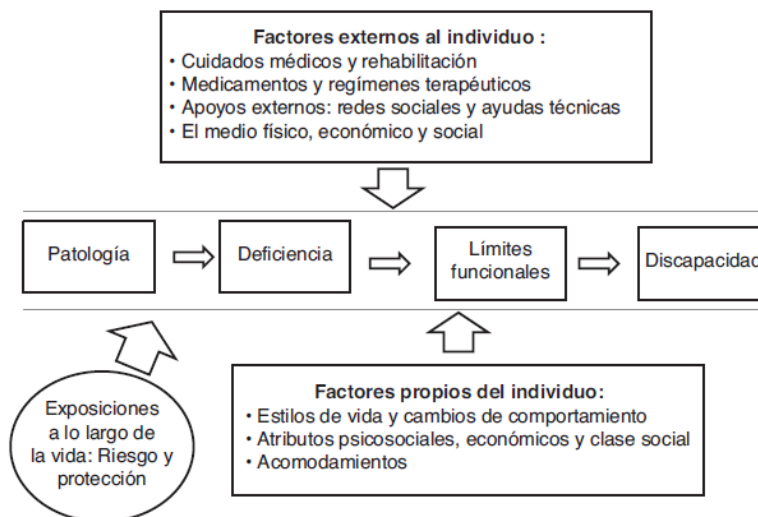 Factores externos al individuo :
• Cuidados médicos y rehabilitación
• Medicamentos y regímenes terapéuticos
• Apoyos externos: redes sociales y ayudas técnicas
• El medio físico, económico y social
Patología
Deficiencia
Límites
funcionales
Discapacidad
Exposiciones
a lo largo de
la vida: Riesgo y
protección
Factores propios del individuo:
• Estilos de vida y cambios de comportamiento
• Atributos psicosociales, económicos y clase social
• Acomodamientos